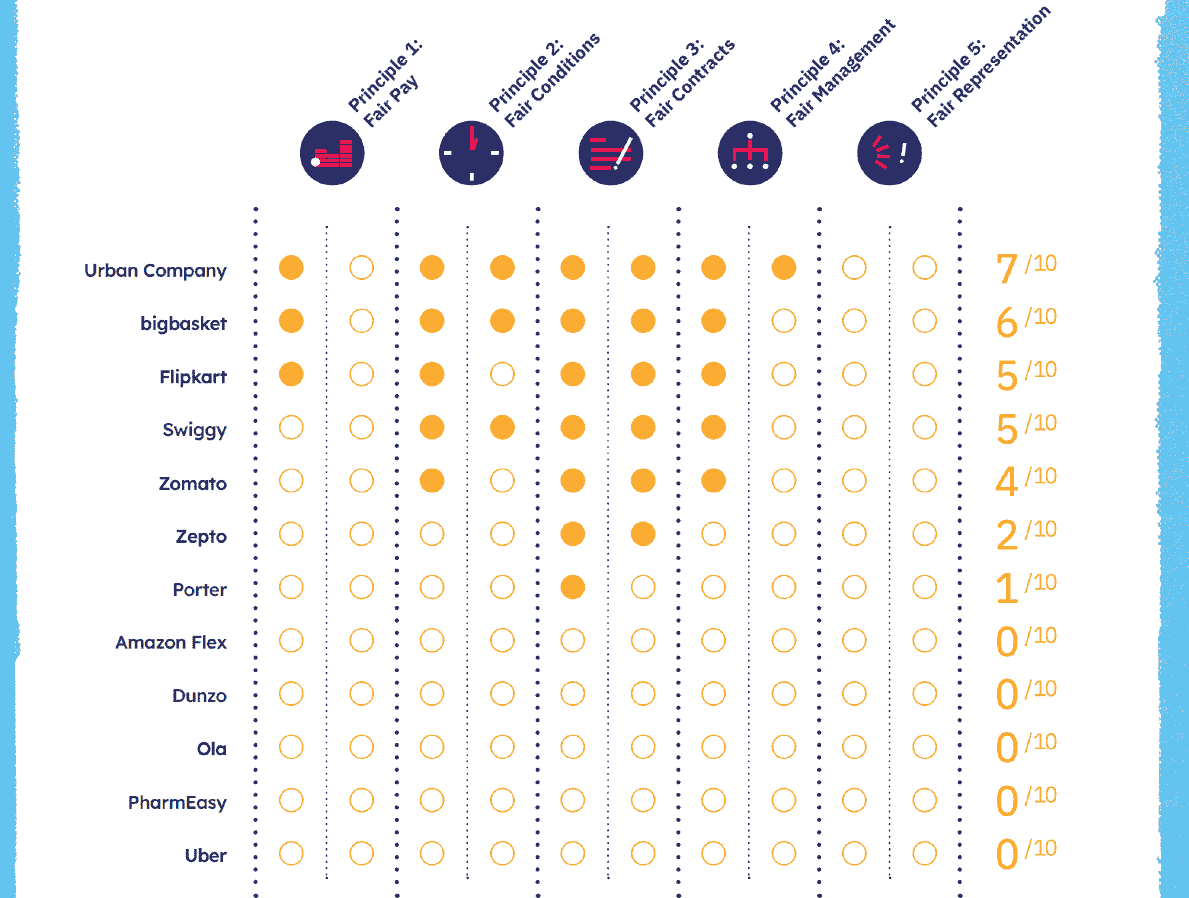 Principle 1:
Fair Pay
Principle 2:
Fair Conditions
Principle 3:
Fair Contracts
Principle 4:
Fair Management
Principle 5:
Fair Representation
Urban Company 7/10
bigbasket 6/10
Flipkart 5/10
Swiggy 5/10
Zomato 4/10
Zepto 2/10
Porter 1/10
Amazon Flex 0/10
Dunzo 0/10
Ola 0/10
PharmEasy 0/10
Uber 0/10